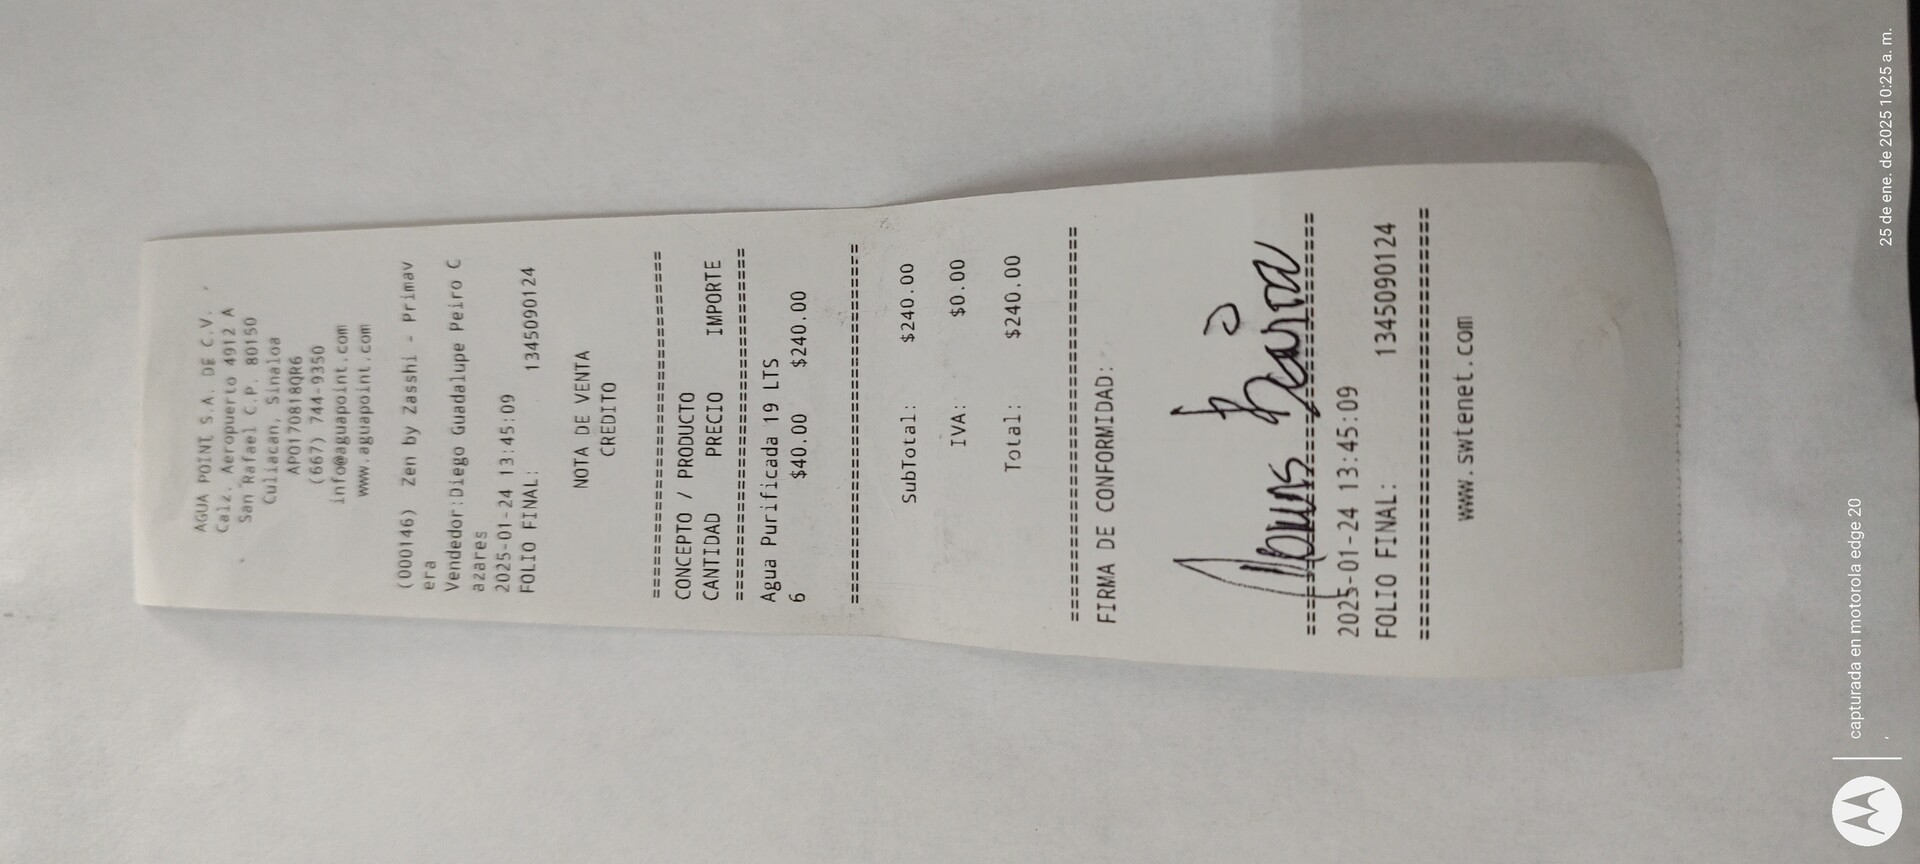 AGUA POINT, S.A. DE C.V.
Calz. Aeropuerto 4912 A
San Rafael C.P. 80150
Culiacan, Sinaloa
APO170818QR6
(667) 744-9350
info@aguapoint.com
www.aguapoint.com
(000146) Zen by Zasshi - Primav
era
Vendedor:Diego Guadalupe Peiro C
azares
2025-01-24 13:45:09
FOLIO FINAL: 1345090124
NOTA DE VENTA
CREDITO
================================
CONCEPTO / PRODUCTO
CANTIDAD PRECIO IMPORTE
================================
Agua Purificada 19 LTS
6 $40.00 $240.00
================================
SubTotal: $240.00
IVA: $0.00
Total: $240.00
================================
FIRMA DE CONFORMIDAD:
================================
2025-01-24 13:45:09
FOLIO FINAL: 1345090124
================================
www.swtenet.com
capturada en motorola edge 20
25 de ene. de 2025 10:25 a. m.